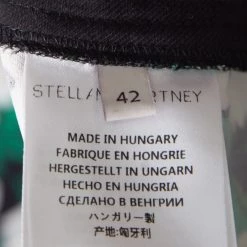 STELLA McCARTNEY
42
MADE IN HUNGARY
FABRIQUE EN HONGRIE
HERGESTELLT IN UNGARN
HECHO EN HUNGRIA
СДЕЛАНО В ВЕНГРИИ
ハンガリー製
产地:匈牙利